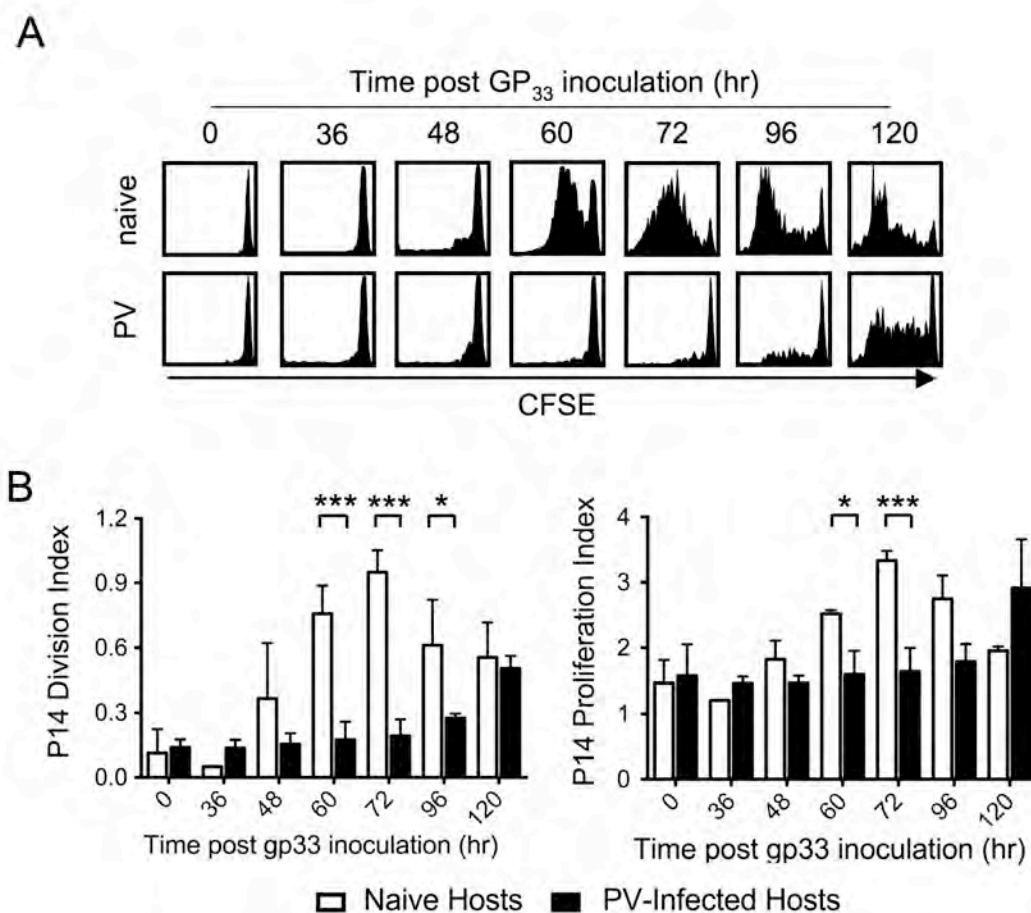 A
Time post GP33 inoculation (hr)
0 36 48 60 72 96 120
naive
PV
CFSE
B
*** *** *
P14 Division Index
1.2
0.9
0.6
0.3
0.0
0 36 48 60 72 96 120
Time post gp33 inoculation (hr)
* ***
P14 Proliferation Index
4
3
2
1
0
0 36 48 60 72 96 120
Time post gp33 inoculation (hr)
Naive Hosts PV-Infected Hosts